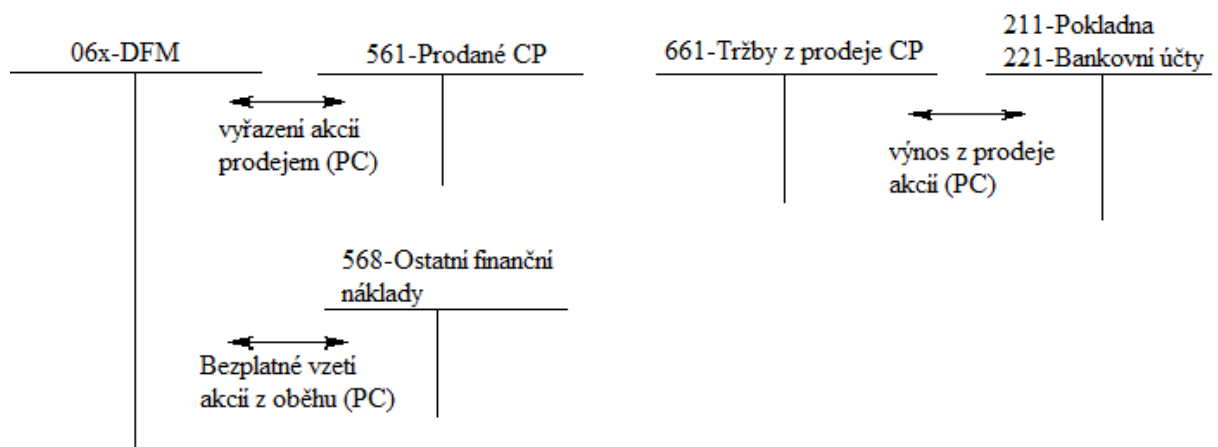 06x-DFM
561-Prodané CP
vyřazení akcií
prodejem (PC)
568-Ostatní finanční
náklady
Bezplatné vzetí
akcií z oběhu (PC)
661-Tržby z prodeje CP
211-Pokladna
221-Bankovní účty
výnos z prodeje
akcií (PC)